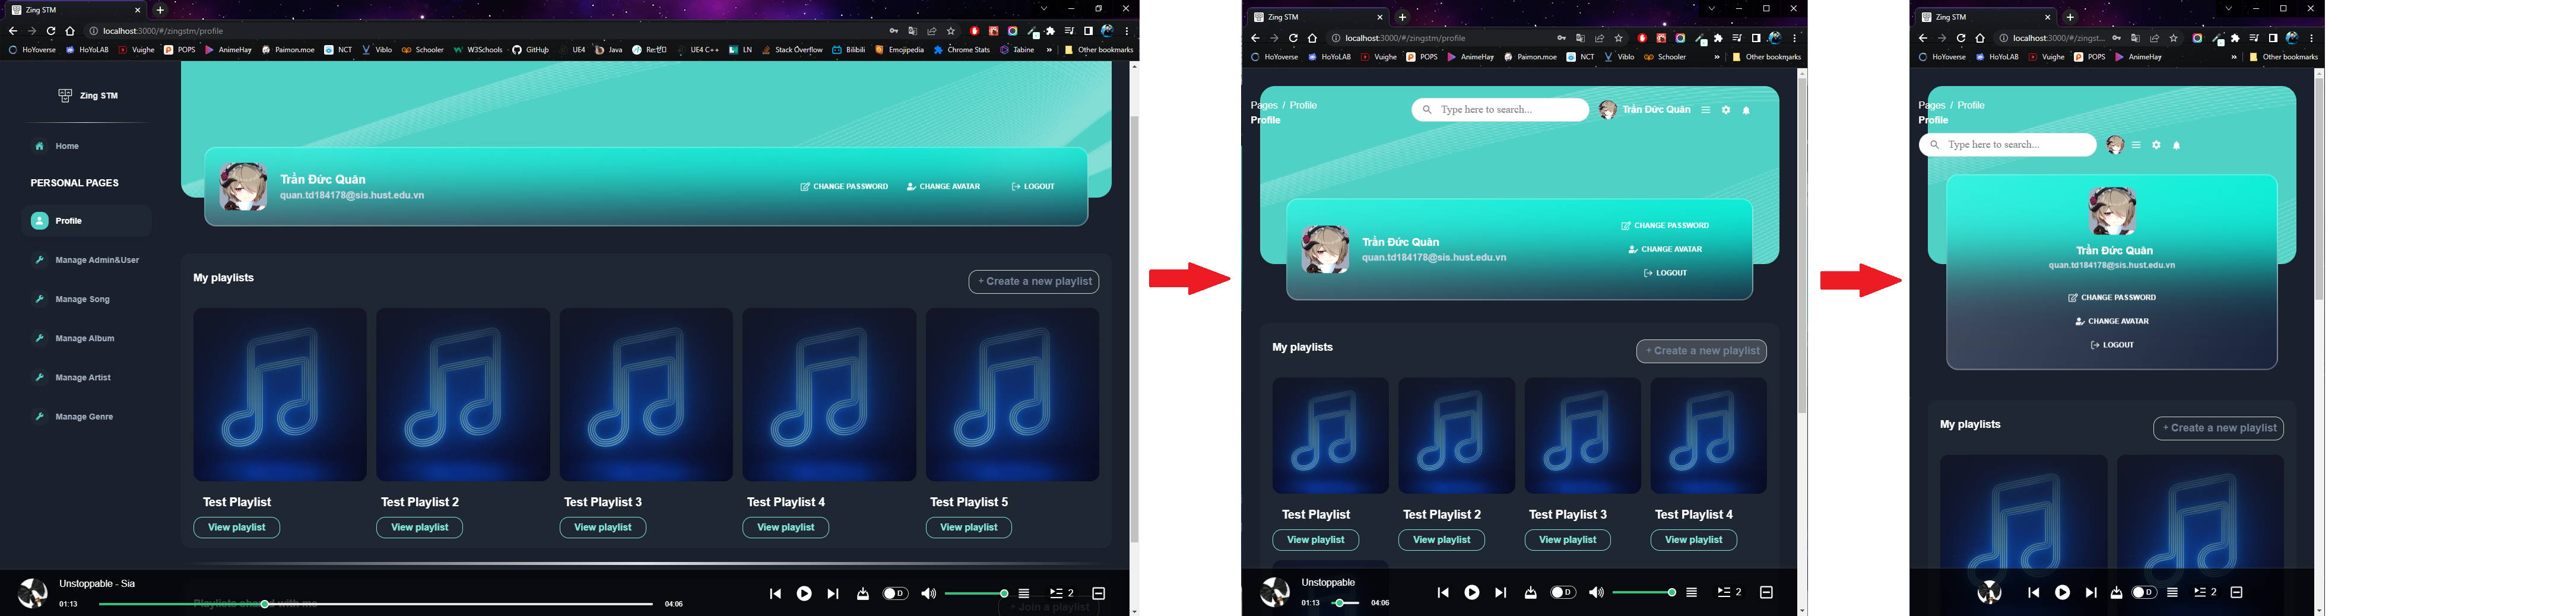 Zing STM
localhost:3000/#/zingstm/profile
HoYoverse HoYoLAB Vuighe POPS AnimeHay Paimon.moe NCT Viblo Schooler W3Schools GitHub UE4 Java Re:ゼロ UE4 C++ LN Stack Overflow Bilibili Emojipedia Chrome Stats Tabine » Other bookmarks
Zing STM
Home
PERSONAL PAGES
Profile
Manage Admin&User
Manage Song
Manage Album
Manage Artist
Manage Genre
Trần Đức Quân
quan.td184178@sis.hust.edu.vn
CHANGE PASSWORD CHANGE AVATAR LOGOUT
My playlists
+ Create a new playlist
Test Playlist Test Playlist 2 Test Playlist 3 Test Playlist 4 Test Playlist 5
View playlist View playlist View playlist View playlist View playlist
Playlists shared with me
+ Join a playlist
Unstoppable - Sia
01:13 04:06
D 2
Zing STM
localhost:3000/#/zingstm/profile
HoYoverse HoYoLAB Vuighe POPS AnimeHay Paimon.moe NCT Viblo Schooler » Other bookmarks
Pages / Profile
Profile
Type here to search...
Trần Đức Quân
Trần Đức Quân
quan.td184178@sis.hust.edu.vn
CHANGE PASSWORD
CHANGE AVATAR
LOGOUT
My playlists
+ Create a new playlist
Test Playlist Test Playlist 2 Test Playlist 3 Test Playlist 4
View playlist View playlist View playlist View playlist
Unstoppable
01:13 04:06
D 2
Zing STM
localhost:3000/#/zingst...
HoYoverse HoYoLAB Vuighe POPS AnimeHay » Other bookmarks
Pages / Profile
Profile
Type here to search...
Trần Đức Quân
quan.td184178@sis.hust.edu.vn
CHANGE PASSWORD
CHANGE AVATAR
LOGOUT
My playlists
+ Create a new playlist
D 2